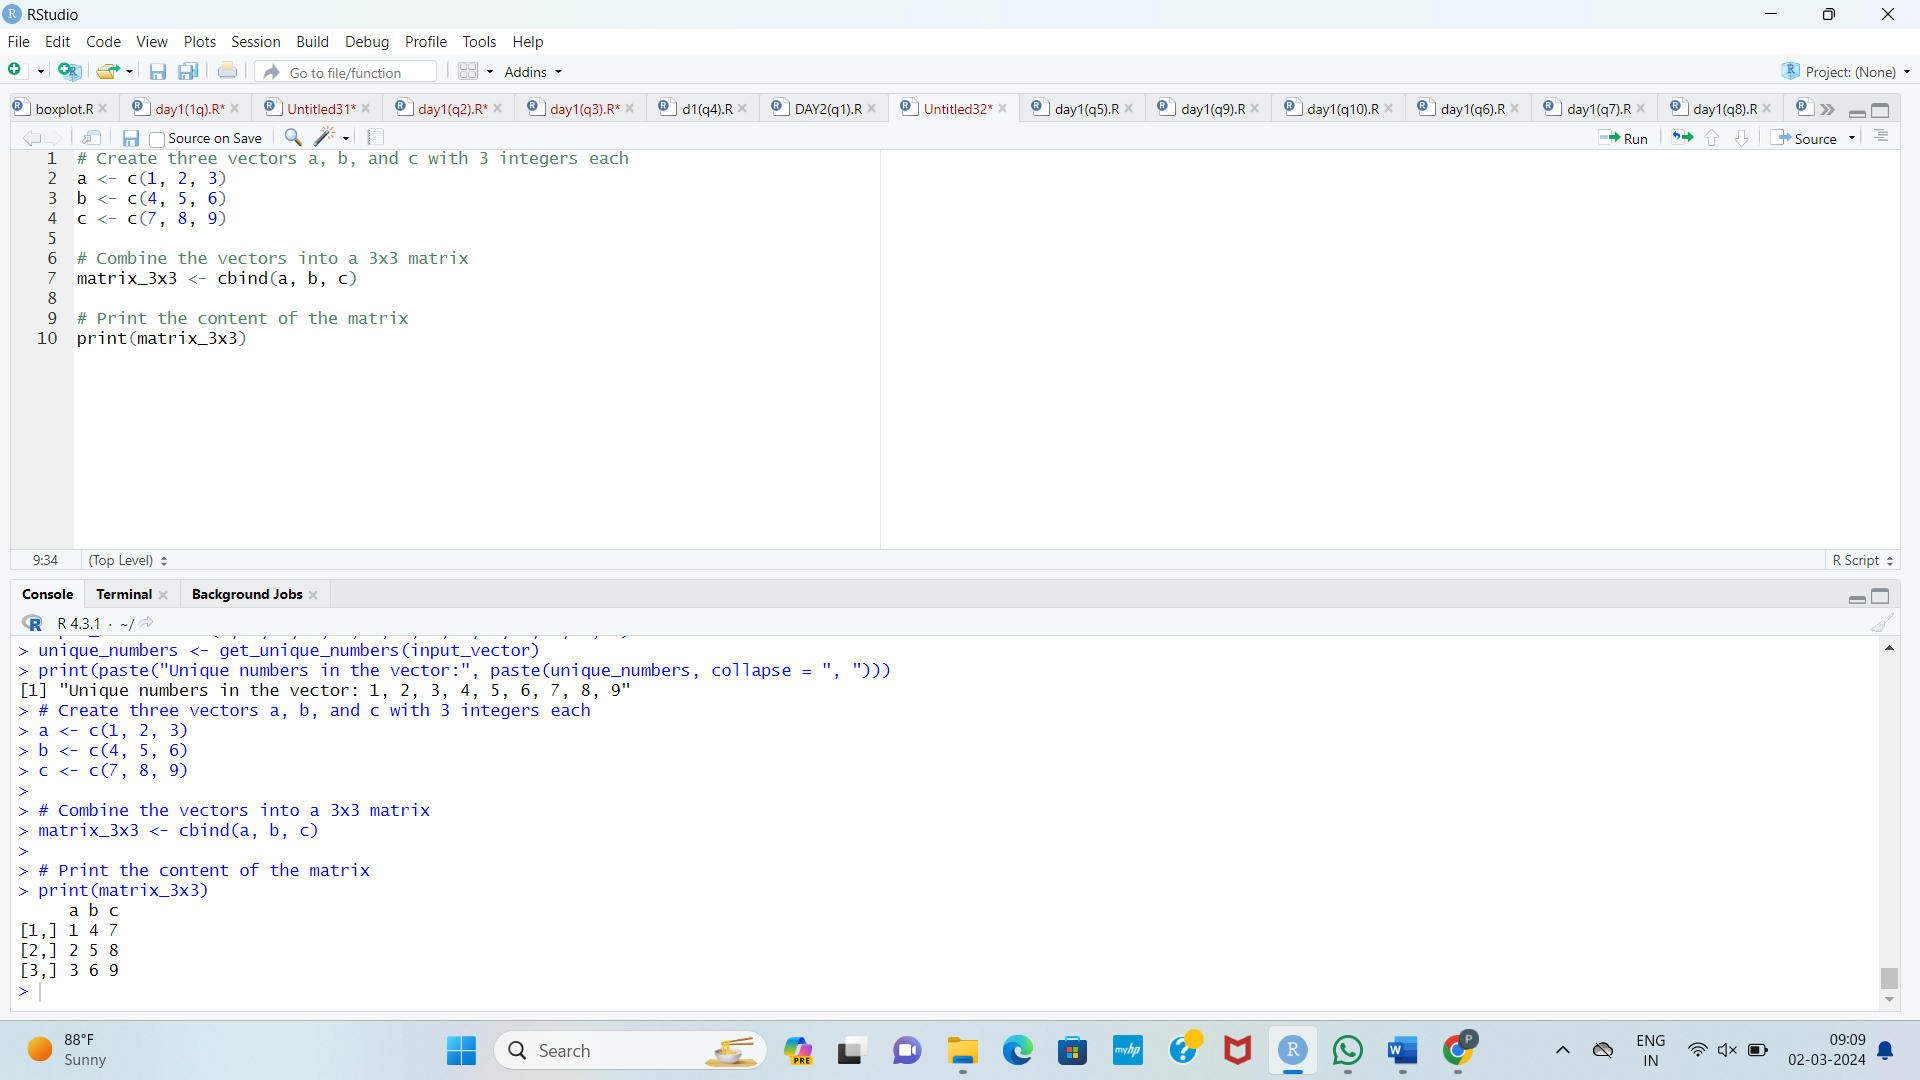 RStudio
File Edit Code View Plots Session Build Debug Profile Tools Help
Go to file/function Addins Project: (None)
boxplot.R day1(1q).R* Untitled31* day1(q2).R* day1(q3).R* d1(q4).R DAY2(q1).R Untitled32* day1(q5).R day1(q9).R day1(q10).R day1(q6).R day1(q7).R day1(q8).R
Source on Save Run Source
1 # Create three vectors a, b, and c with 3 integers each
2 a <- c(1, 2, 3)
3 b <- c(4, 5, 6)
4 c <- c(7, 8, 9)
5
6 # Combine the vectors into a 3x3 matrix
7 matrix_3x3 <- cbind(a, b, c)
8
9 # Print the content of the matrix
10 print(matrix_3x3)
9:34 (Top Level) R Script
Console Terminal Background Jobs
R 4.3.1 · ~/
> unique_numbers <- get_unique_numbers(input_vector)
> print(paste("Unique numbers in the vector:", paste(unique_numbers, collapse = ", ")))
[1] "Unique numbers in the vector: 1, 2, 3, 4, 5, 6, 7, 8, 9"
> # Create three vectors a, b, and c with 3 integers each
> a <- c(1, 2, 3)
> b <- c(4, 5, 6)
> c <- c(7, 8, 9)
>
> # Combine the vectors into a 3x3 matrix
> matrix_3x3 <- cbind(a, b, c)
>
> # Print the content of the matrix
> print(matrix_3x3)
a b c
[1,] 1 4 7
[2,] 2 5 8
[3,] 3 6 9
>
88°F
Sunny
Search
PRE
myhp
R
W
P
ENG
IN
09:09
02-03-2024